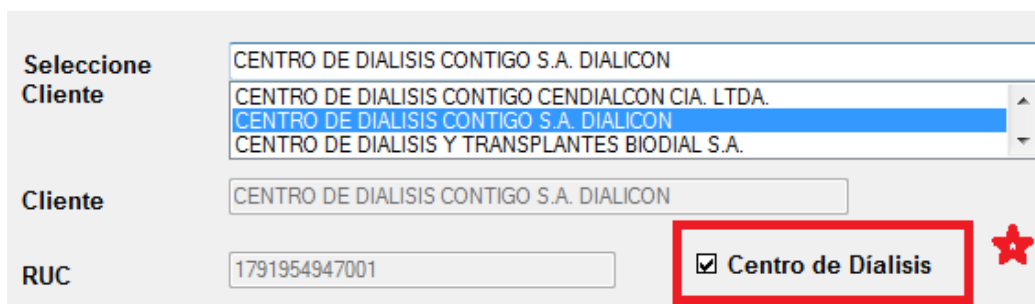 Seleccione
Cliente
CENTRO DE DIALISIS CONTIGO S.A. DIALICON
CENTRO DE DIALISIS CONTIGO CENDIALCON CIA. LTDA.
CENTRO DE DIALISIS CONTIGO S.A. DIALICON
CENTRO DE DIALISIS Y TRANSPLANTES BIODIAL S.A.
Cliente
CENTRO DE DIALISIS CONTIGO S.A. DIALICON
RUC
1791954947001
Centro de Díalisis